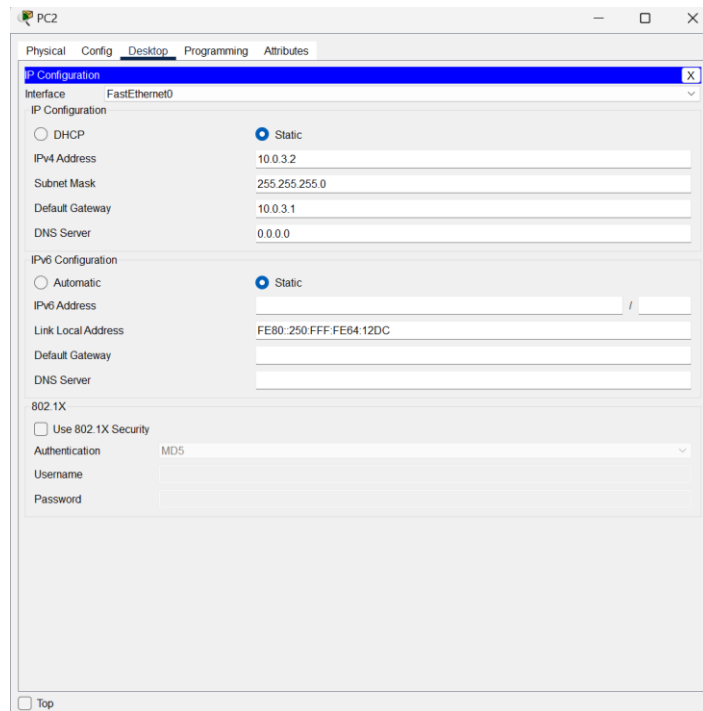 PC2
Physical Config Desktop Programming Attributes
IP Configuration X
Interface FastEthernet0
IP Configuration
DHCP Static
IPv4 Address 10.0.3.2
Subnet Mask 255.255.255.0
Default Gateway 10.0.3.1
DNS Server 0.0.0.0
IPv6 Configuration
Automatic Static
IPv6 Address /
Link Local Address FE80::250:FFF:FE64:12DC
Default Gateway
DNS Server
802.1X
Use 802.1X Security
Authentication MD5
Username
Password
Top